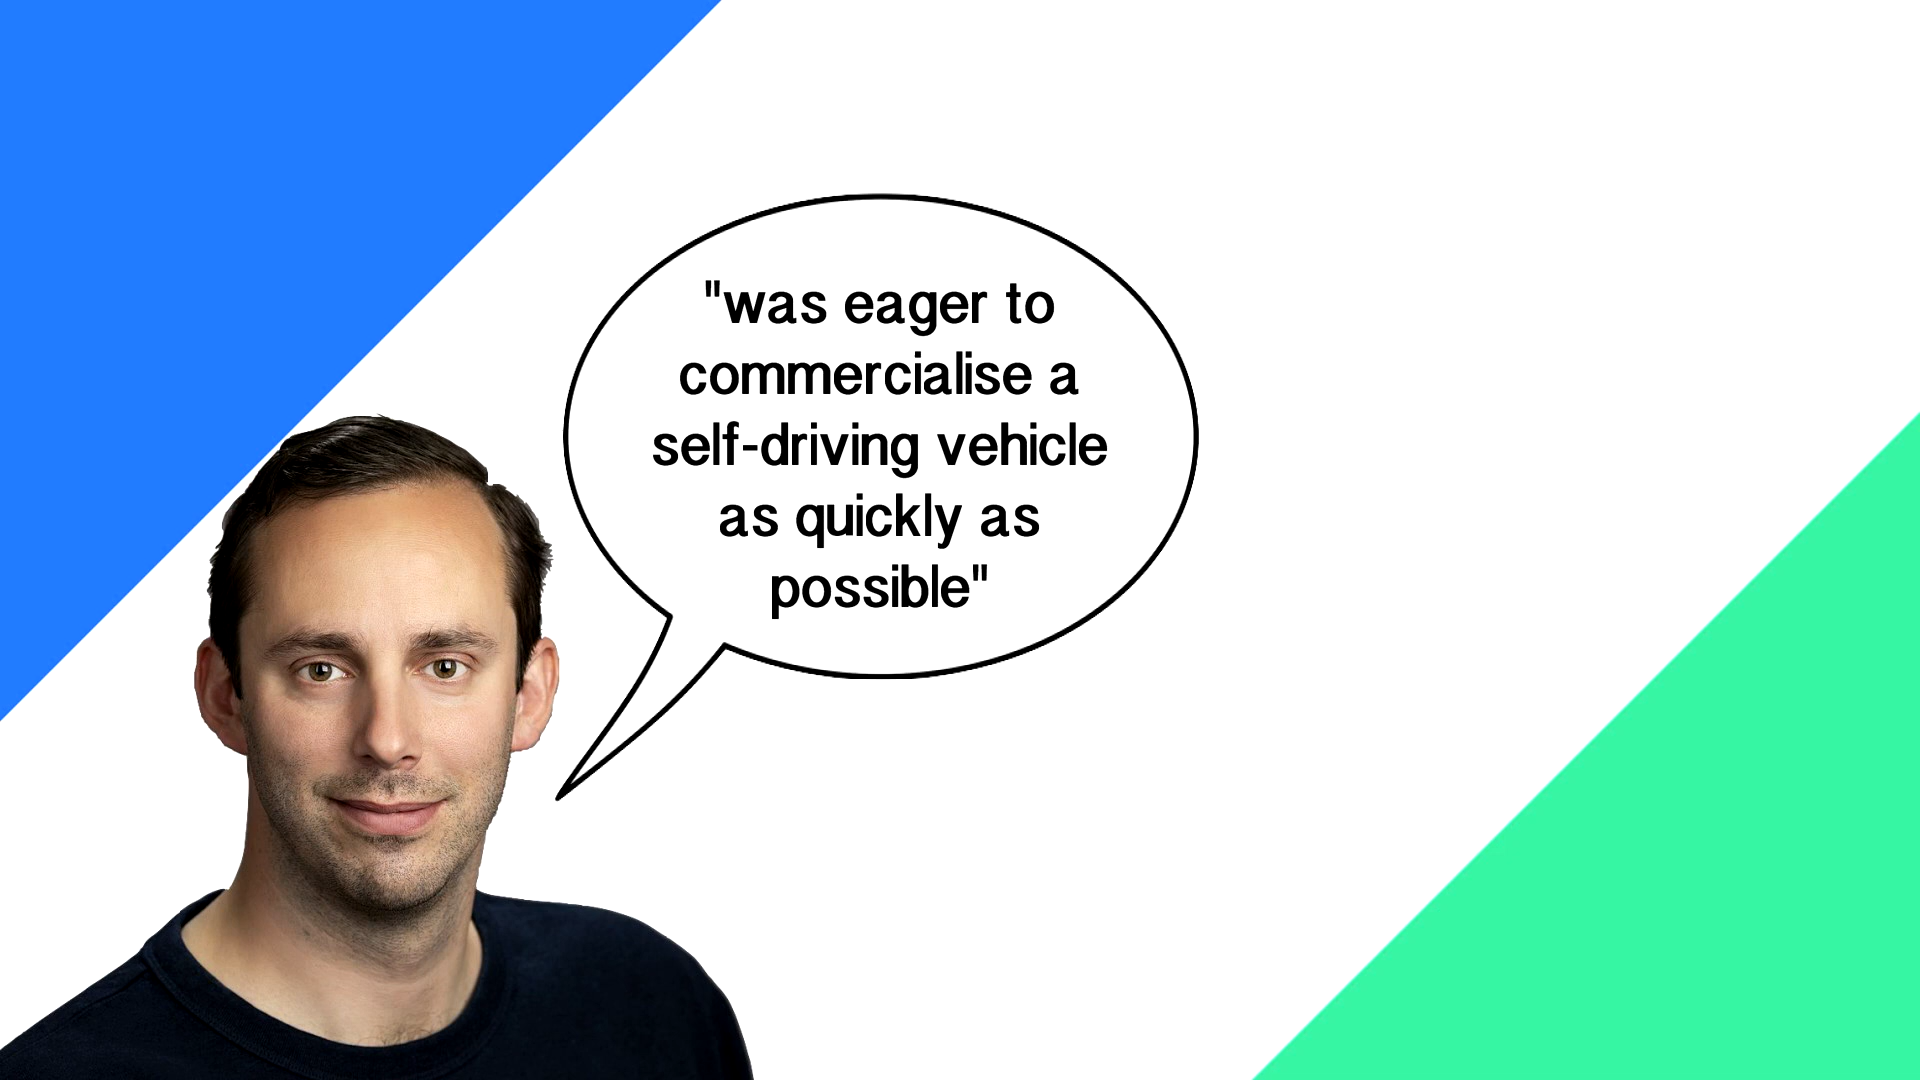 "was eager to
commercialise a
self-driving vehicle
as quickly as
possible"